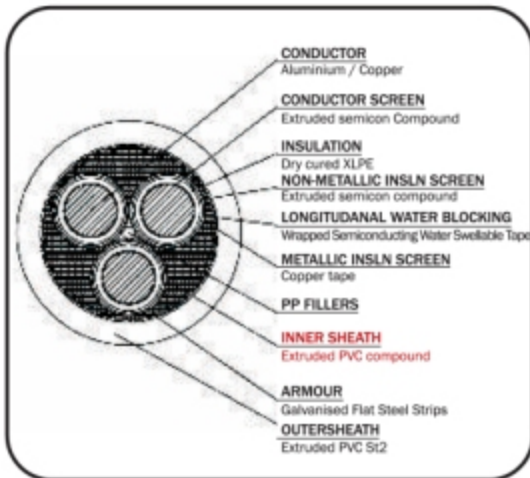 CONDUCTOR
Aluminium / Copper
CONDUCTOR SCREEN
Extruded semicon Compound
INSULATION
Dry cured XLPE
NON-METALLIC INSLN SCREEN
Extruded semicon compound
LONGITUDANAL WATER BLOCKING
Wrapped Semiconducting Water Swellable Tape
METALLIC INSLN SCREEN
Copper tape
PP FILLERS
INNER SHEATH
Extruded PVC compound
ARMOUR
Galvanised Flat Steel Strips
OUTERSHEATH
Extruded PVC St2